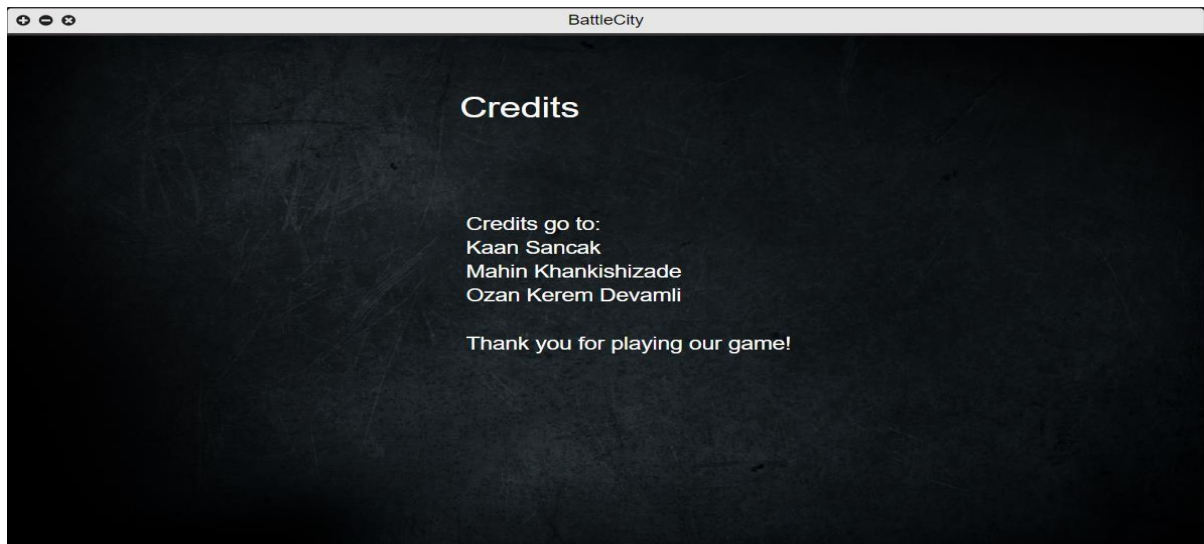 BattleCity
Credits
Credits go to:
Kaan Sancak
Mahin Khankishizade
Ozan Kerem Devamli
Thank you for playing our game!